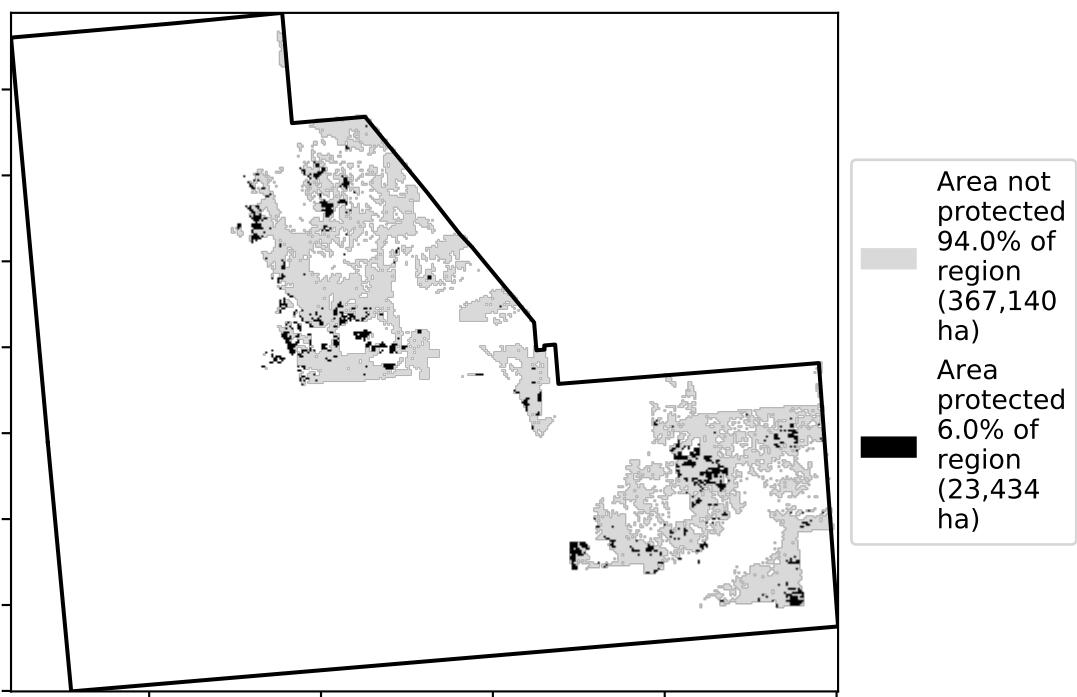 Area not
protected
94.0% of
region
(367,140
ha)
Area
protected
6.0% of
region
(23,434
ha)